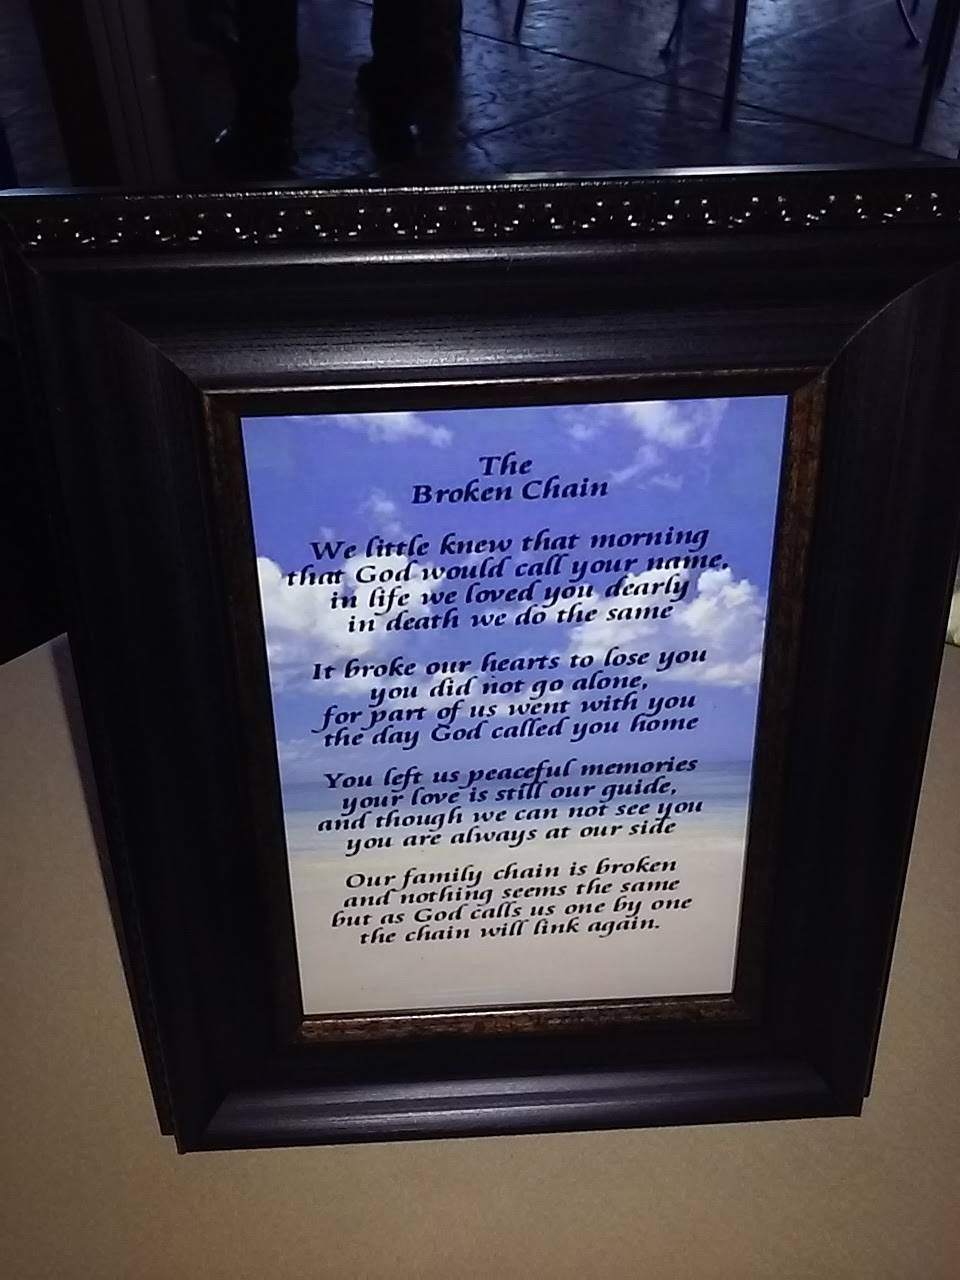 The
Broken Chain
We little knew that morning
that God would call your name,
in life we loved you dearly
in death we do the same
It broke our hearts to lose you
you did not go alone,
for part of us went with you
the day God called you home
You left us peaceful memories
your love is still our guide,
and though we can not see you
you are always at our side
Our family chain is broken
and nothing seems the same
but as God calls us one by one
the chain will link again.